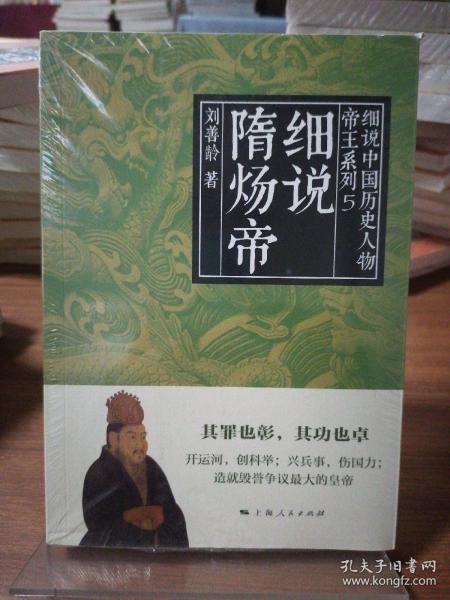 细说中国历史人物
帝王系列5
细说
隋炀帝
刘善龄 著
其罪也彰，其功也卓
开运河，创科举；兴兵事，伤国力；
造就毁誉争议最大的皇帝
上海人民出版社
孔夫子旧书网
www.kongfz.com